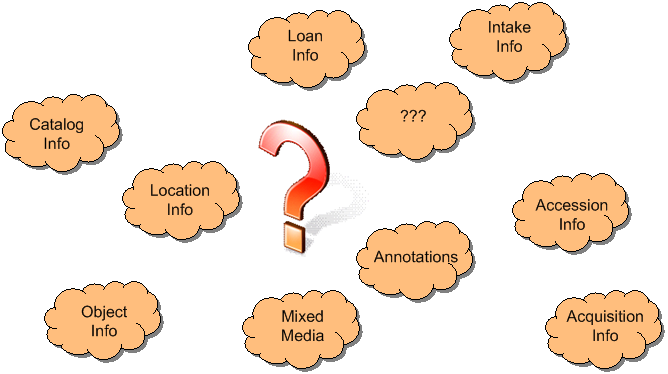 Loan
Info
Intake
Info
???
Catalog
Info
Location
Info
Accession
Info
Annotations
Object
Info
Mixed
Media
Acquisition
Info